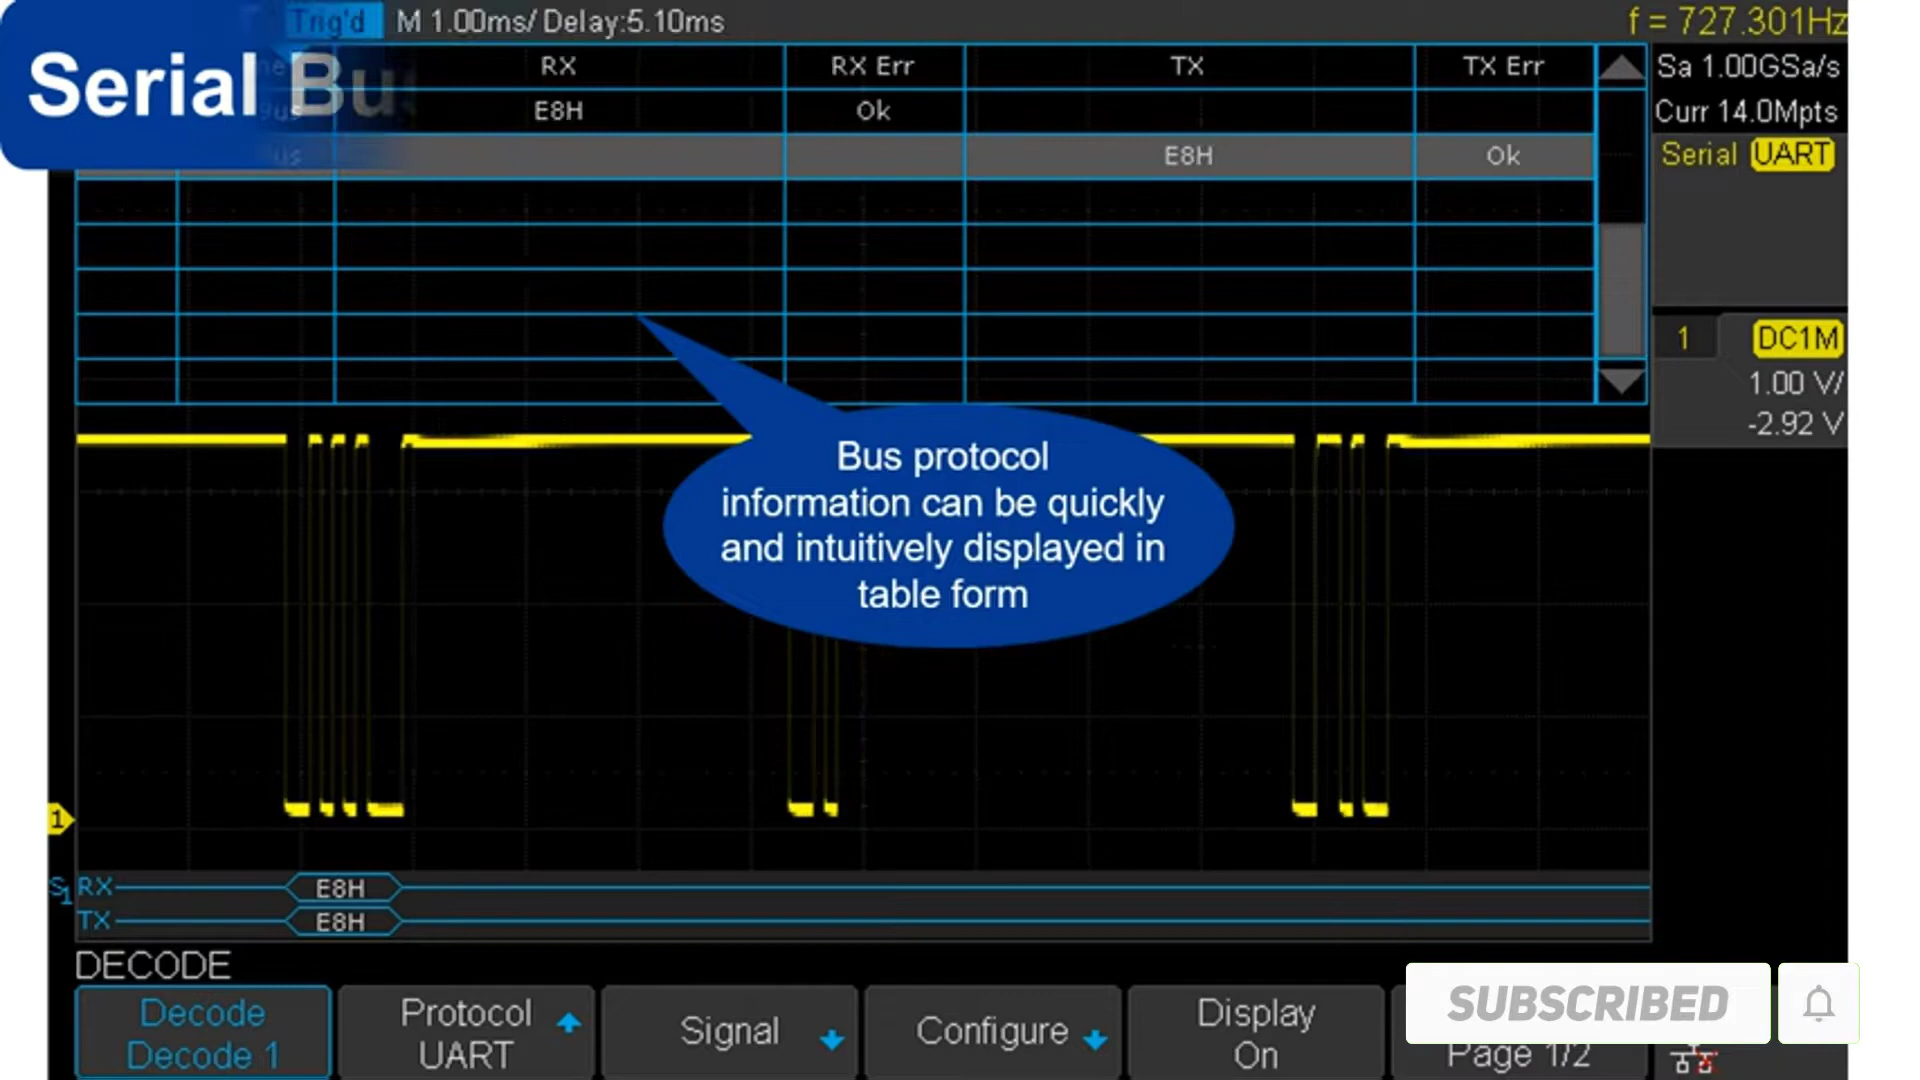 Trig'd M 1.00ms/ Delay:5.10ms f = 727.301Hz
Serial Bu
RX RX Err TX TX Err
E8H Ok
E8H Ok
Sa 1.00GSa/s
Curr 14.0Mpts
Serial UART
1 DC1M
1.00 V/
-2.92 V
Bus protocol
information can be quickly
and intuitively displayed in
table form
1
S1 RX E8H
TX E8H
DECODE
Decode
Decode 1
Protocol
UART
Signal
Configure
Display
On
Page 1/2
SUBSCRIBED